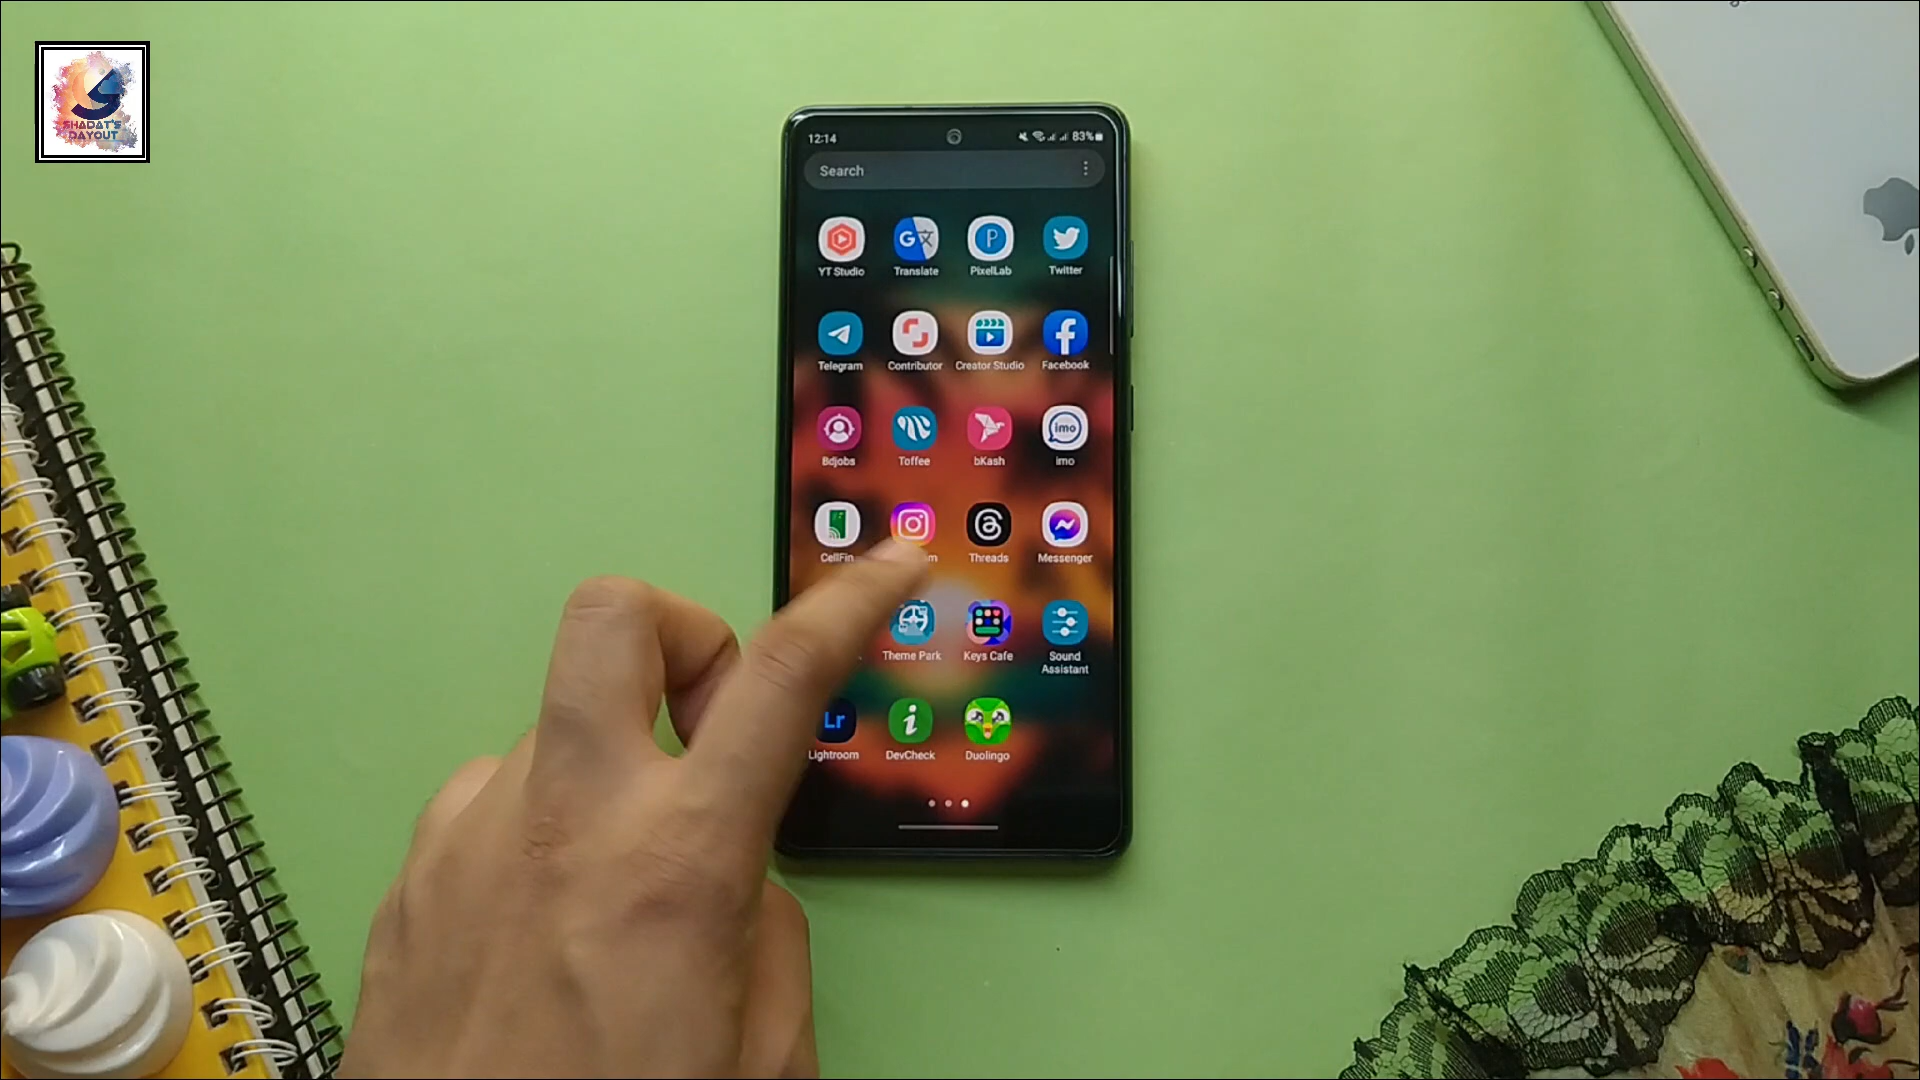 SHADAT'S
DAYOUT
12:14
83%
Search
YT Studio
Translate
PixelLab
Twitter
Telegram
Contributor
Creator Studio
Facebook
Bdjobs
Toffee
bKash
imo
imo
CellFin
Threads
Messenger
Theme Park
Keys Cafe
Sound
Assistant
Lr
Lightroom
DevCheck
Duolingo